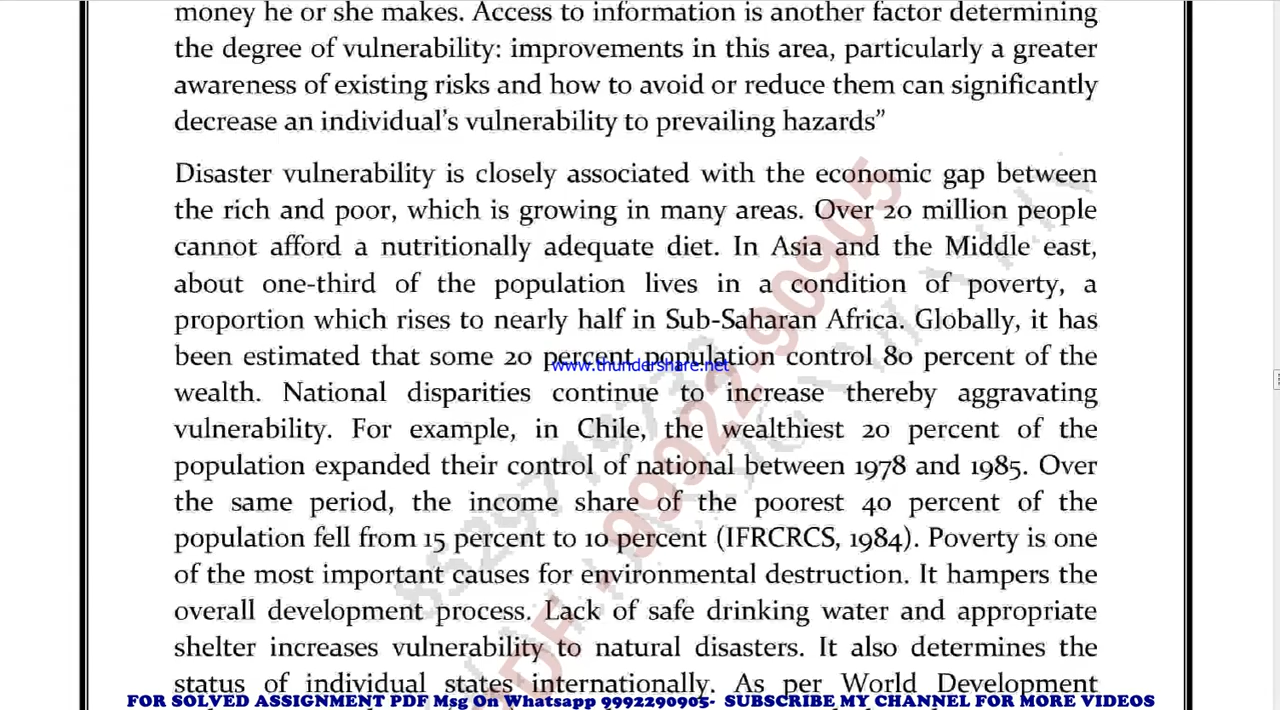 money he or she makes. Access to information is another factor determining
the degree of vulnerability: improvements in this area, particularly a greater
awareness of existing risks and how to avoid or reduce them can significantly
decrease an individual's vulnerability to prevailing hazards”
Disaster vulnerability is closely associated with the economic gap between
the rich and poor, which is growing in many areas. Over 20 million people
cannot afford a nutritionally adequate diet. In Asia and the Middle east,
about one-third of the population lives in a condition of poverty, a
proportion which rises to nearly half in Sub-Saharan Africa. Globally, it has
been estimated that some 20 percent population control 80 percent of the
www.thundershare.net
wealth. National disparities continue to increase thereby aggravating
vulnerability. For example, in Chile, the wealthiest 20 percent of the
population expanded their control of national between 1978 and 1985. Over
the same period, the income share of the poorest 40 percent of the
population fell from 15 percent to 10 percent (IFRCRCS, 1984). Poverty is one
of the most important causes for environmental destruction. It hampers the
overall development process. Lack of safe drinking water and appropriate
shelter increases vulnerability to natural disasters. It also determines the
status of individual states internationally. As per World Development
PDF - 99922-90905
FOR SOLVED ASSIGNMENT PDF Msg On Whatsapp 9992290905- SUBSCRIBE MY CHANNEL FOR MORE VIDEOS